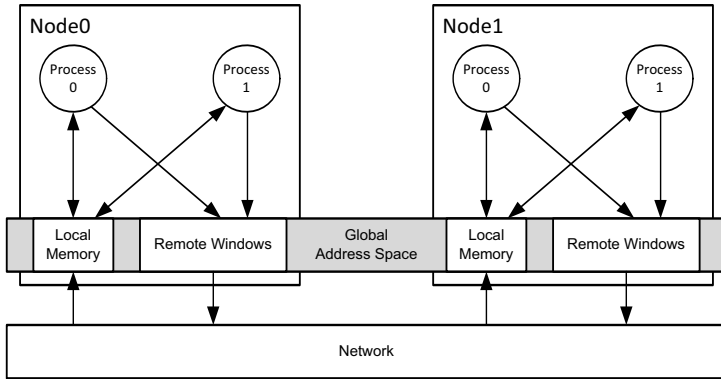 Node0
Node1
Process
0
Process
1
Process
0
Process
1
Local
Memory
Remote Windows
Global
Address Space
Local
Memory
Remote Windows
Network